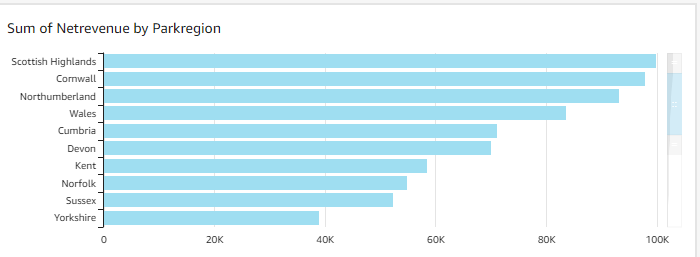 Sum of Netrevenue by Parkregion
Scottish Highlands
Cornwall
Northumberland
Wales
Cumbria
Devon
Kent
Norfolk
Sussex
Yorkshire
0 20K 40K 60K 80K 100K